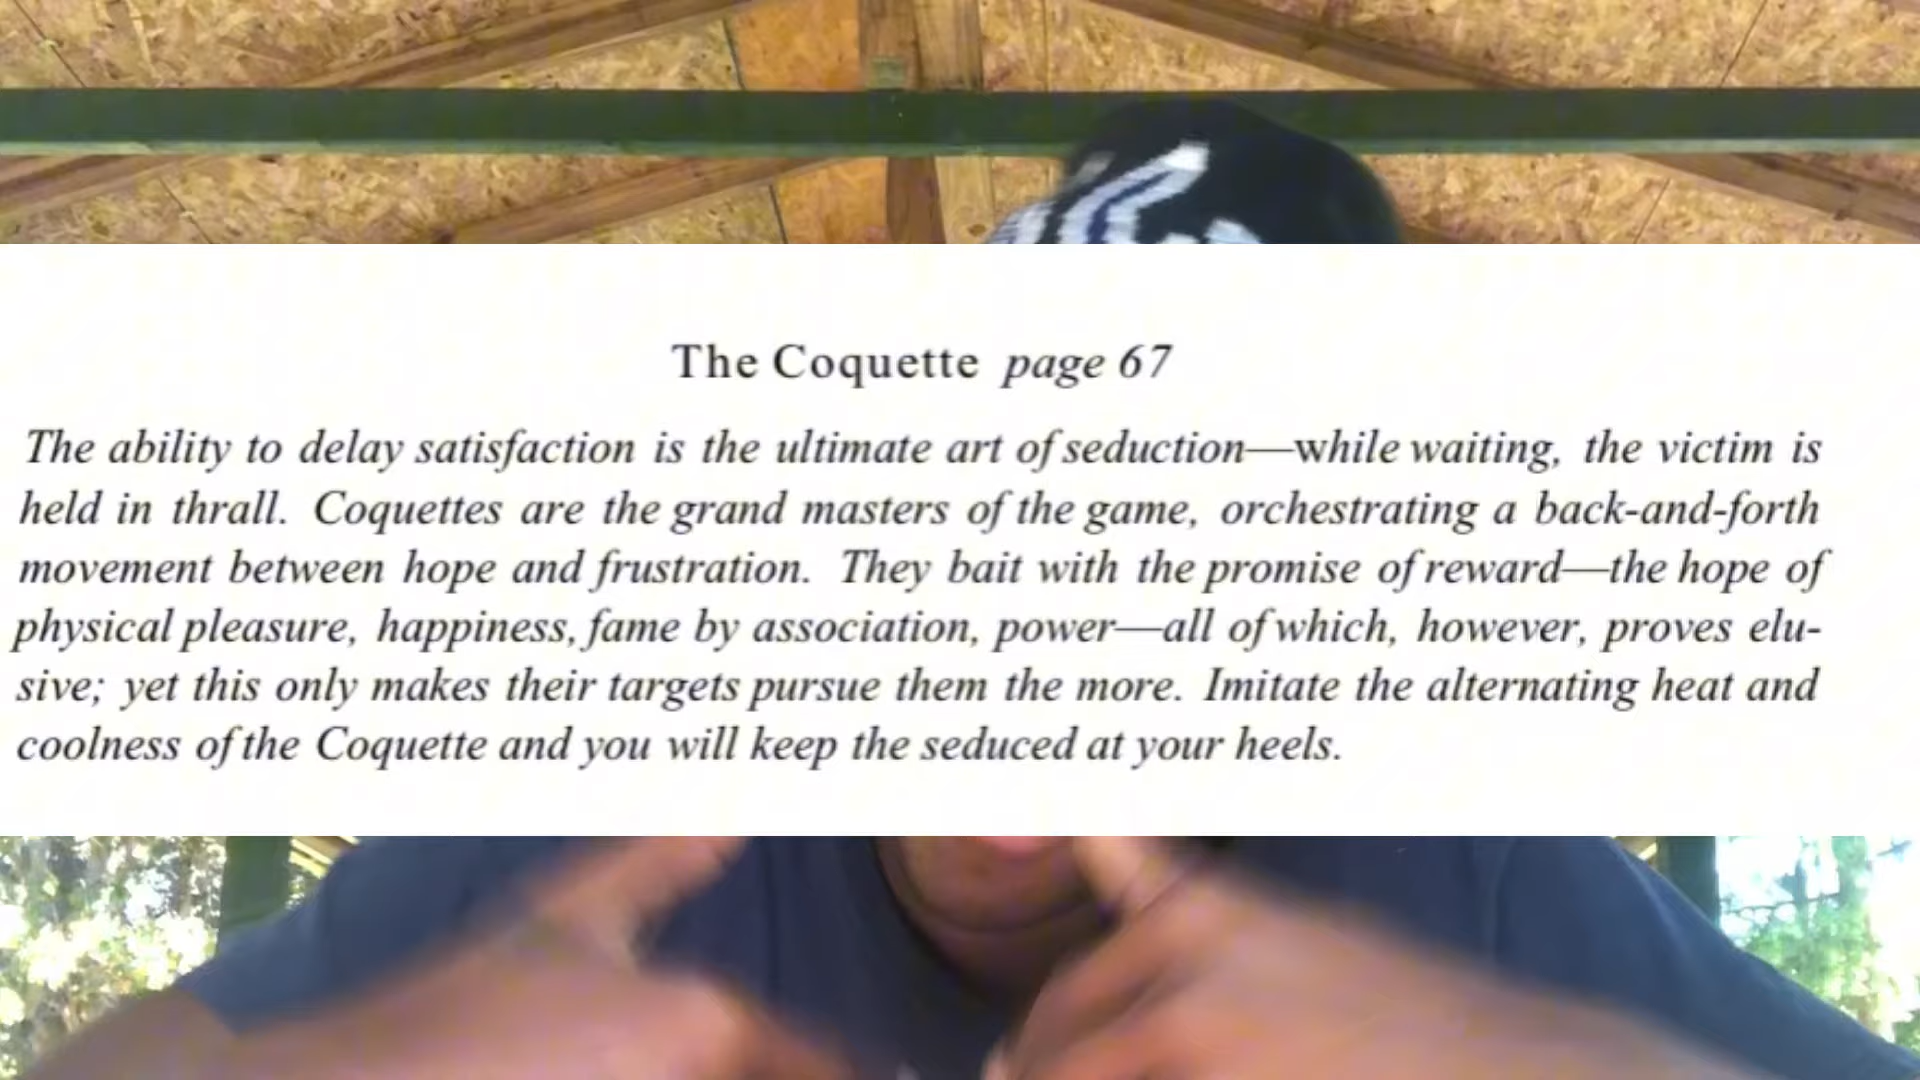 The Coquette page 67
The ability to delay satisfaction is the ultimate art of seduction—while waiting, the victim is
held in thrall. Coquettes are the grand masters of the game, orchestrating a back-and-forth
movement between hope and frustration. They bait with the promise of reward—the hope of
physical pleasure, happiness, fame by association, power—all of which, however, proves elu-
sive; yet this only makes their targets pursue them the more. Imitate the alternating heat and
coolness of the Coquette and you will keep the seduced at your heels.